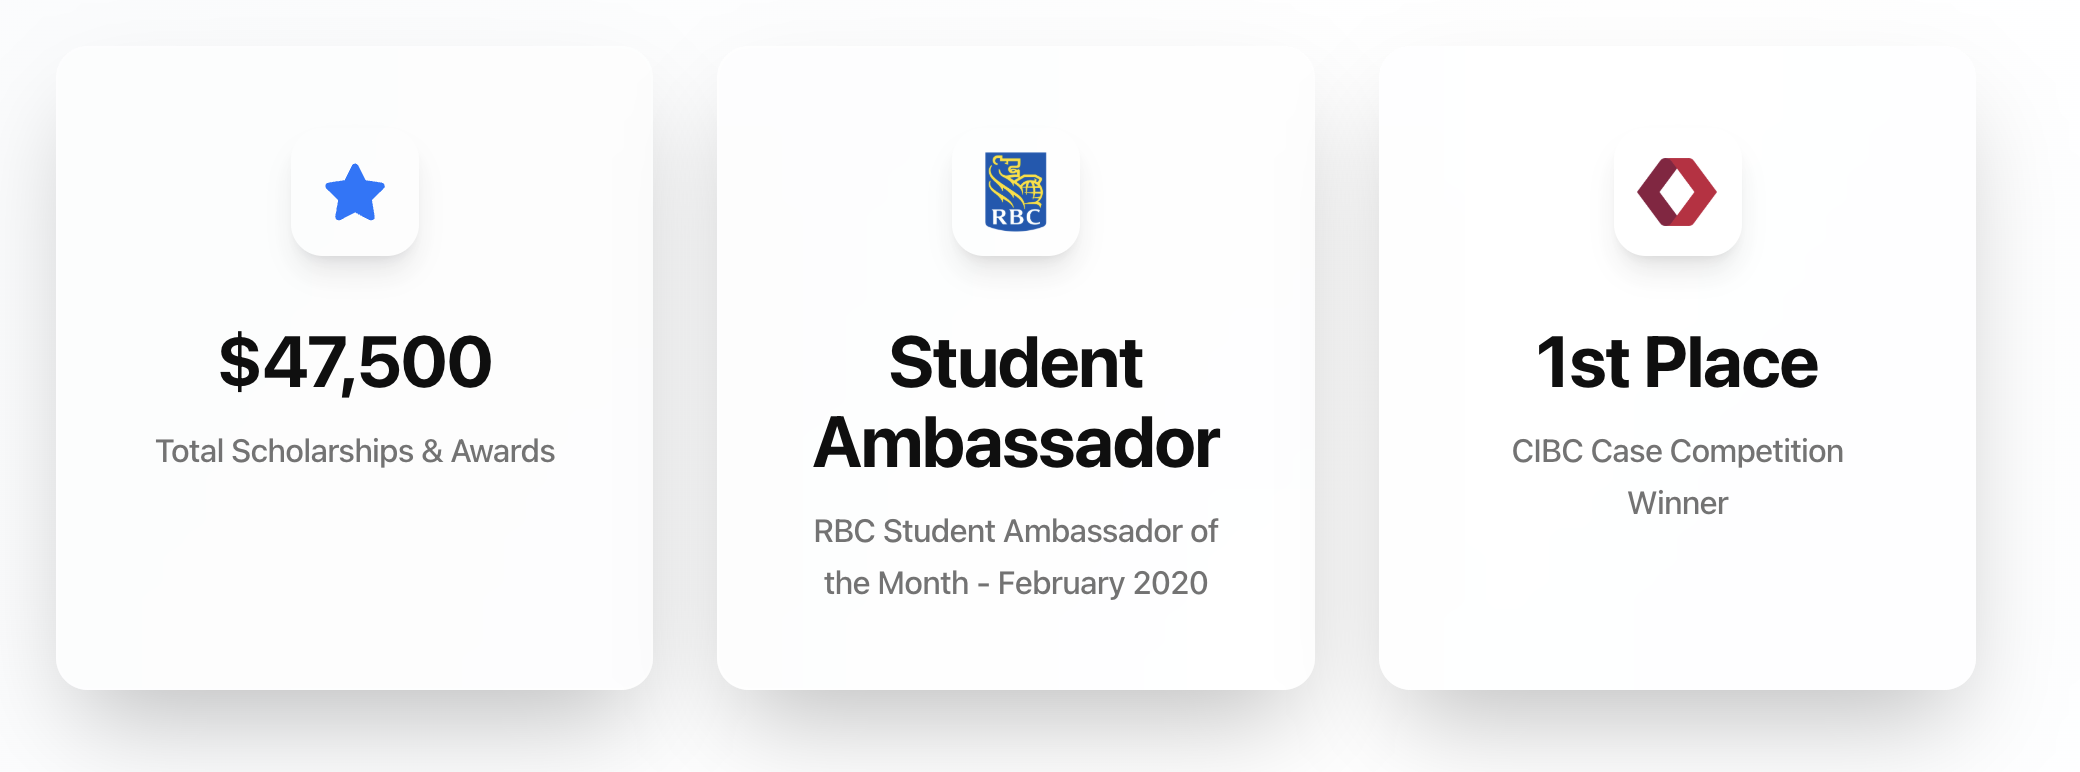 $47,500
Total Scholarships & Awards
RBC
Student
Ambassador
RBC Student Ambassador of
the Month - February 2020
1st Place
CIBC Case Competition
Winner